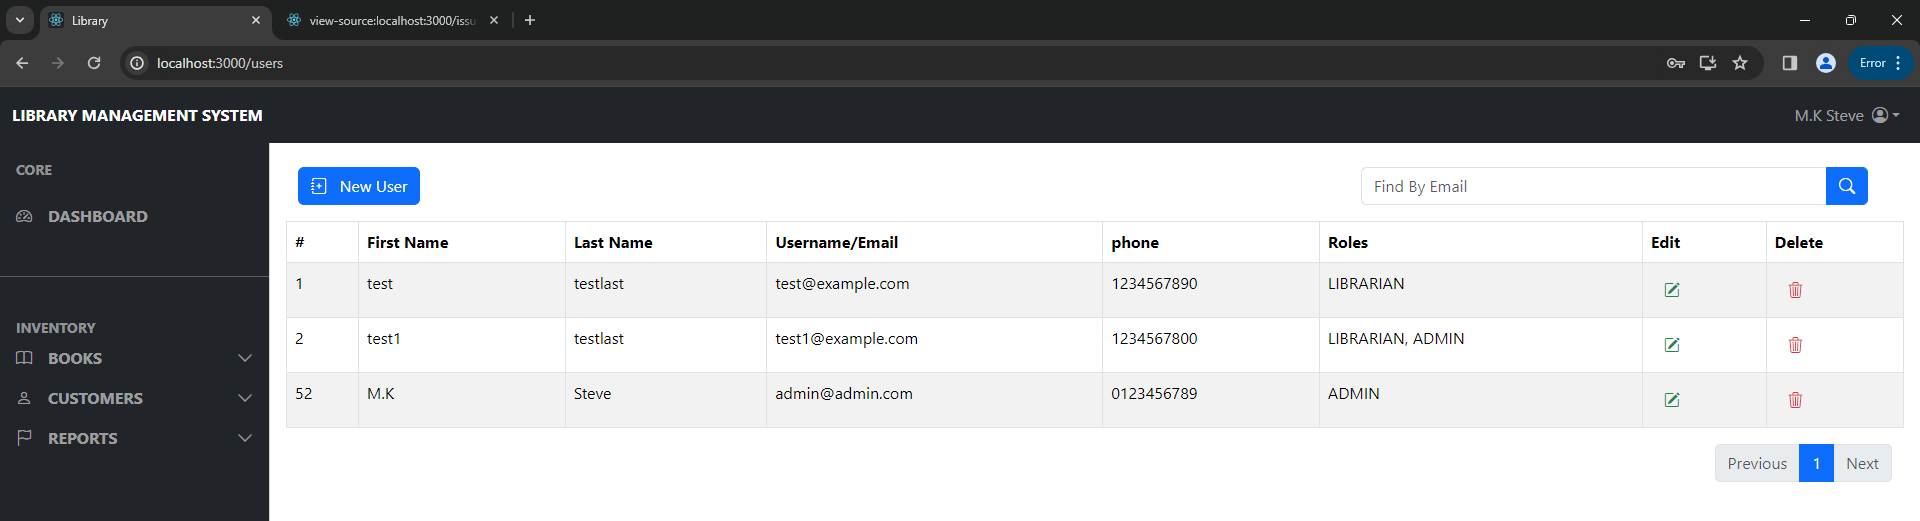 Library
view-source:localhost:3000/issu
localhost:3000/users
Error
LIBRARY MANAGEMENT SYSTEM
M.K Steve
CORE
DASHBOARD
INVENTORY
BOOKS
CUSTOMERS
REPORTS
New User
Find By Email
# First Name Last Name Username/Email phone Roles Edit Delete
1 test testlast test@example.com 1234567890 LIBRARIAN
2 test1 testlast test1@example.com 1234567800 LIBRARIAN, ADMIN
52 M.K Steve admin@admin.com 0123456789 ADMIN
Previous 1 Next